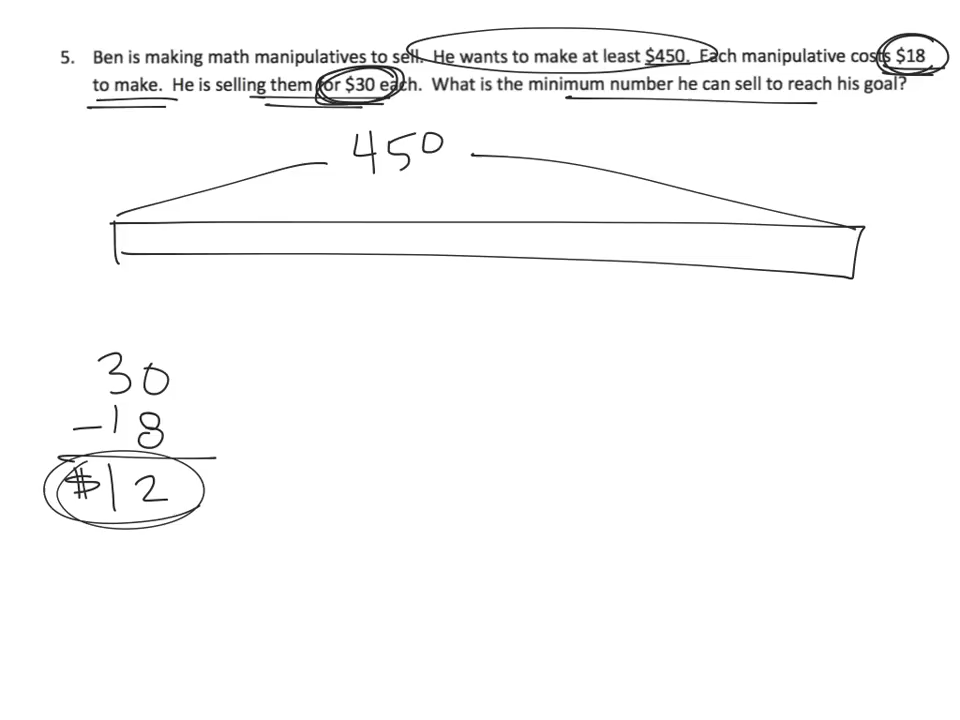 5. Ben is making math manipulatives to sell. He wants to make at least $450. Each manipulative costs $18
to make. He is selling them for $30 each. What is the minimum number he can sell to reach his goal?
450
30
-18
$12